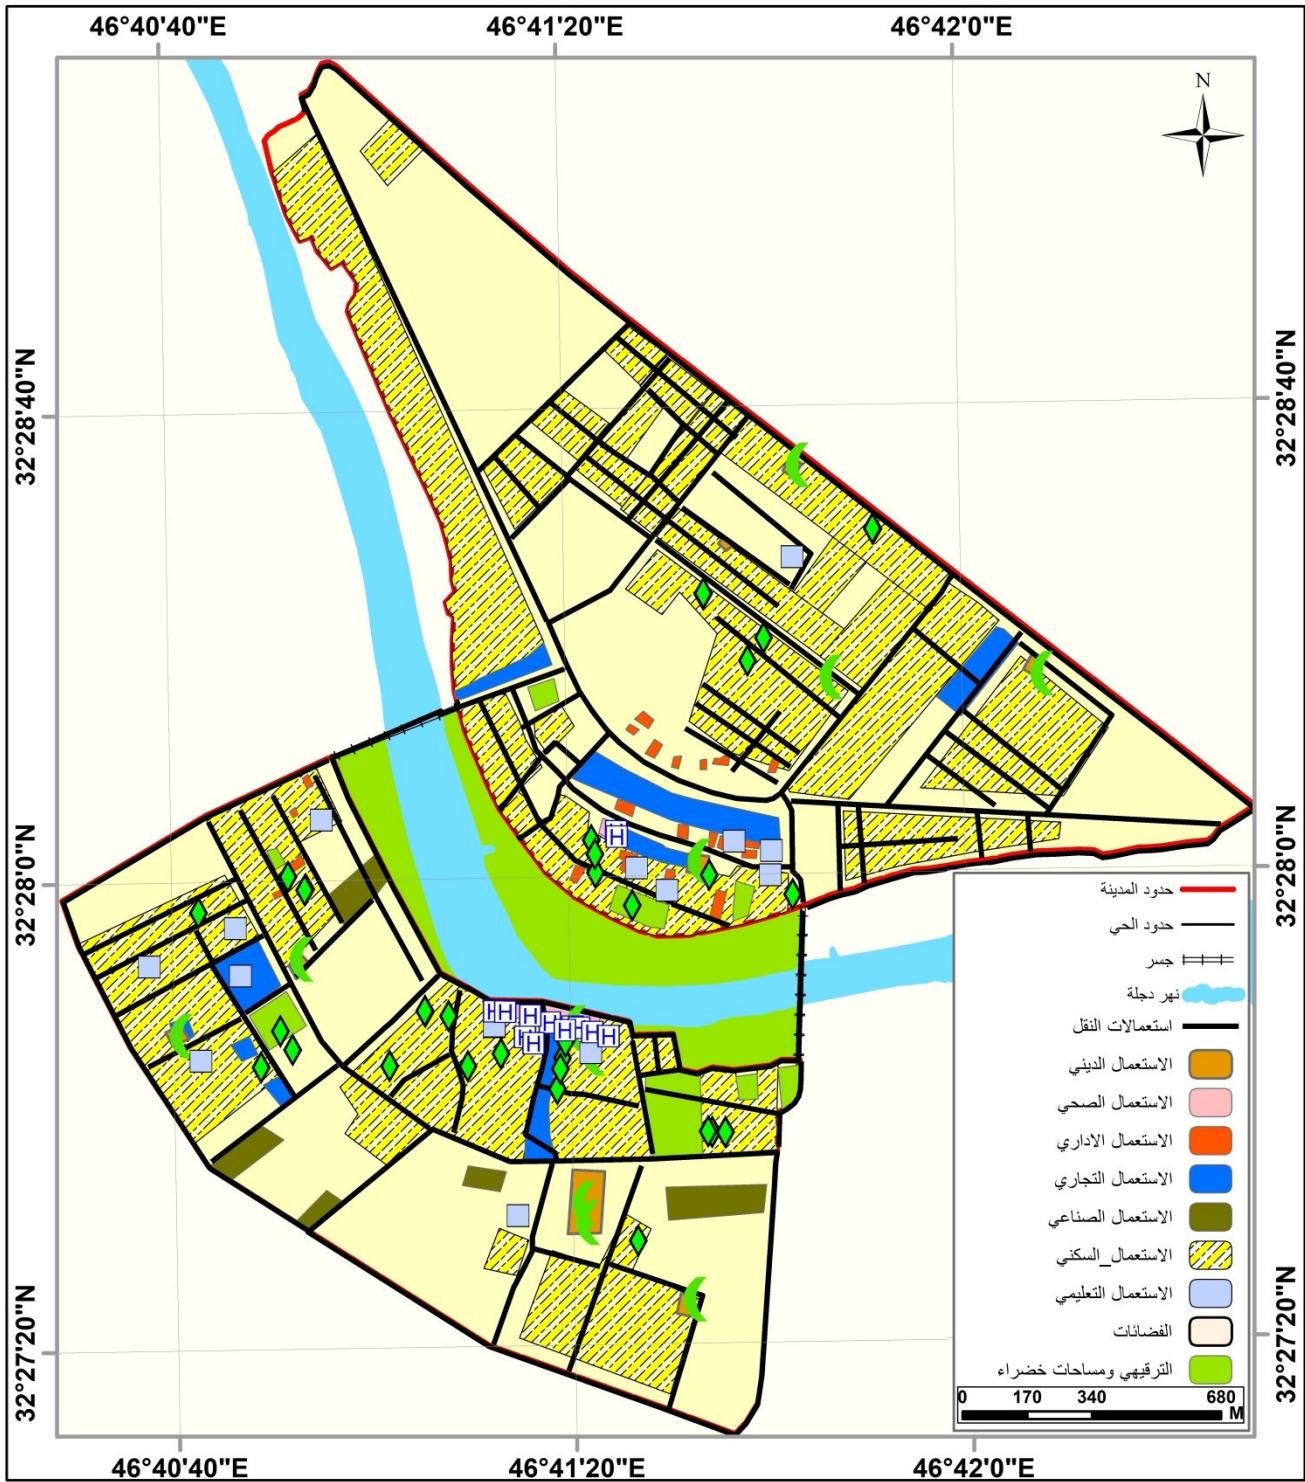 46°40'40"E 46°41'20"E 46°42'0"E
N
32°28'40"N 32°28'40"N
32°28'0"N 32°28'0"N
32°27'20"N 32°27'20"N
H H H H H H H H H H
حدود المدينة
حدود الحي
جسر
نهر دجلة
استعمالات النقل
الاستعمال الديني
الاستعمال الصحي
الاستعمال الاداري
الاستعمال التجاري
الاستعمال الصناعي
الاستعمال_السكني
الاستعمال التعليمي
الفضائات
الترفيهي ومساحات خضراء
0 170 340 680
M
46°40'40"E 46°41'20"E 46°42'0"E